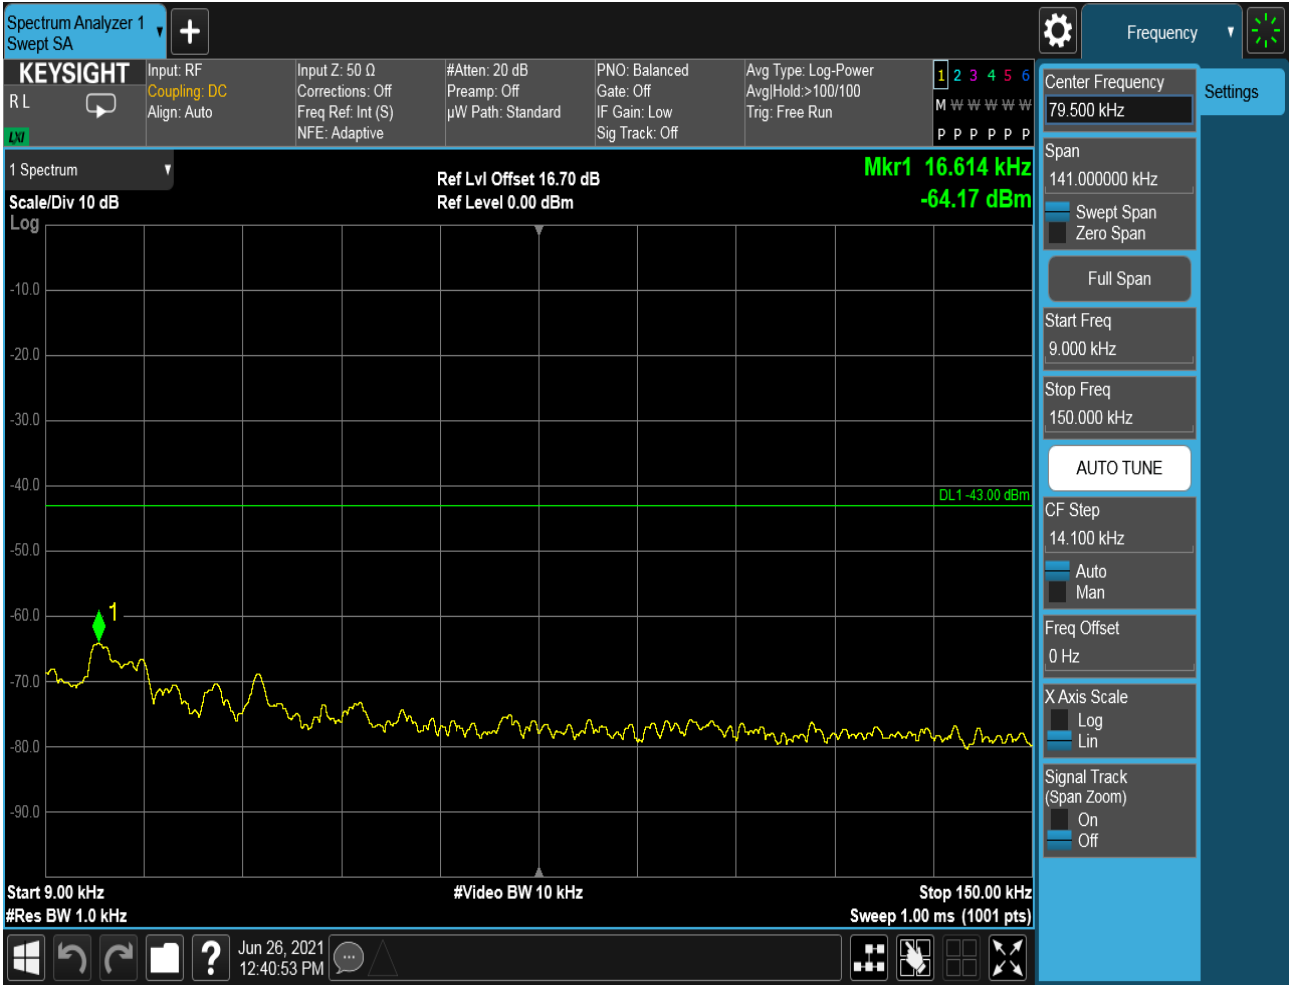 Spectrum Analyzer 1
Swept SA
Frequency
KEYSIGHT
R L
LXI
Input: RF
Coupling: DC
Align: Auto
Input Z: 50 Ω
Corrections: Off
Freq Ref: Int (S)
NFE: Adaptive
#Atten: 20 dB
Preamp: Off
µW Path: Standard
PNO: Balanced
Gate: Off
IF Gain: Low
Sig Track: Off
Avg Type: Log-Power
Avg|Hold:>100/100
Trig: Free Run
1 2 3 4 5 6
M W W W W W
P P P P P P
1 Spectrum
Scale/Div 10 dB
Log
Ref Lvl Offset 16.70 dB
Ref Level 0.00 dBm
Mkr1 16.614 kHz
-64.17 dBm
-10.0
-20.0
-30.0
-40.0
DL1 -43.00 dBm
-50.0
-60.0
1
-70.0
-80.0
-90.0
Start 9.00 kHz
#Video BW 10 kHz
Stop 150.00 kHz
#Res BW 1.0 kHz
Sweep 1.00 ms (1001 pts)
Center Frequency
79.500 kHz
Settings
Span
141.000000 kHz
Swept Span
Zero Span
Full Span
Start Freq
9.000 kHz
Stop Freq
150.000 kHz
AUTO TUNE
CF Step
14.100 kHz
Auto
Man
Freq Offset
0 Hz
X Axis Scale
Log
Lin
Signal Track
(Span Zoom)
On
Off
?
Jun 26, 2021
12:40:53 PM